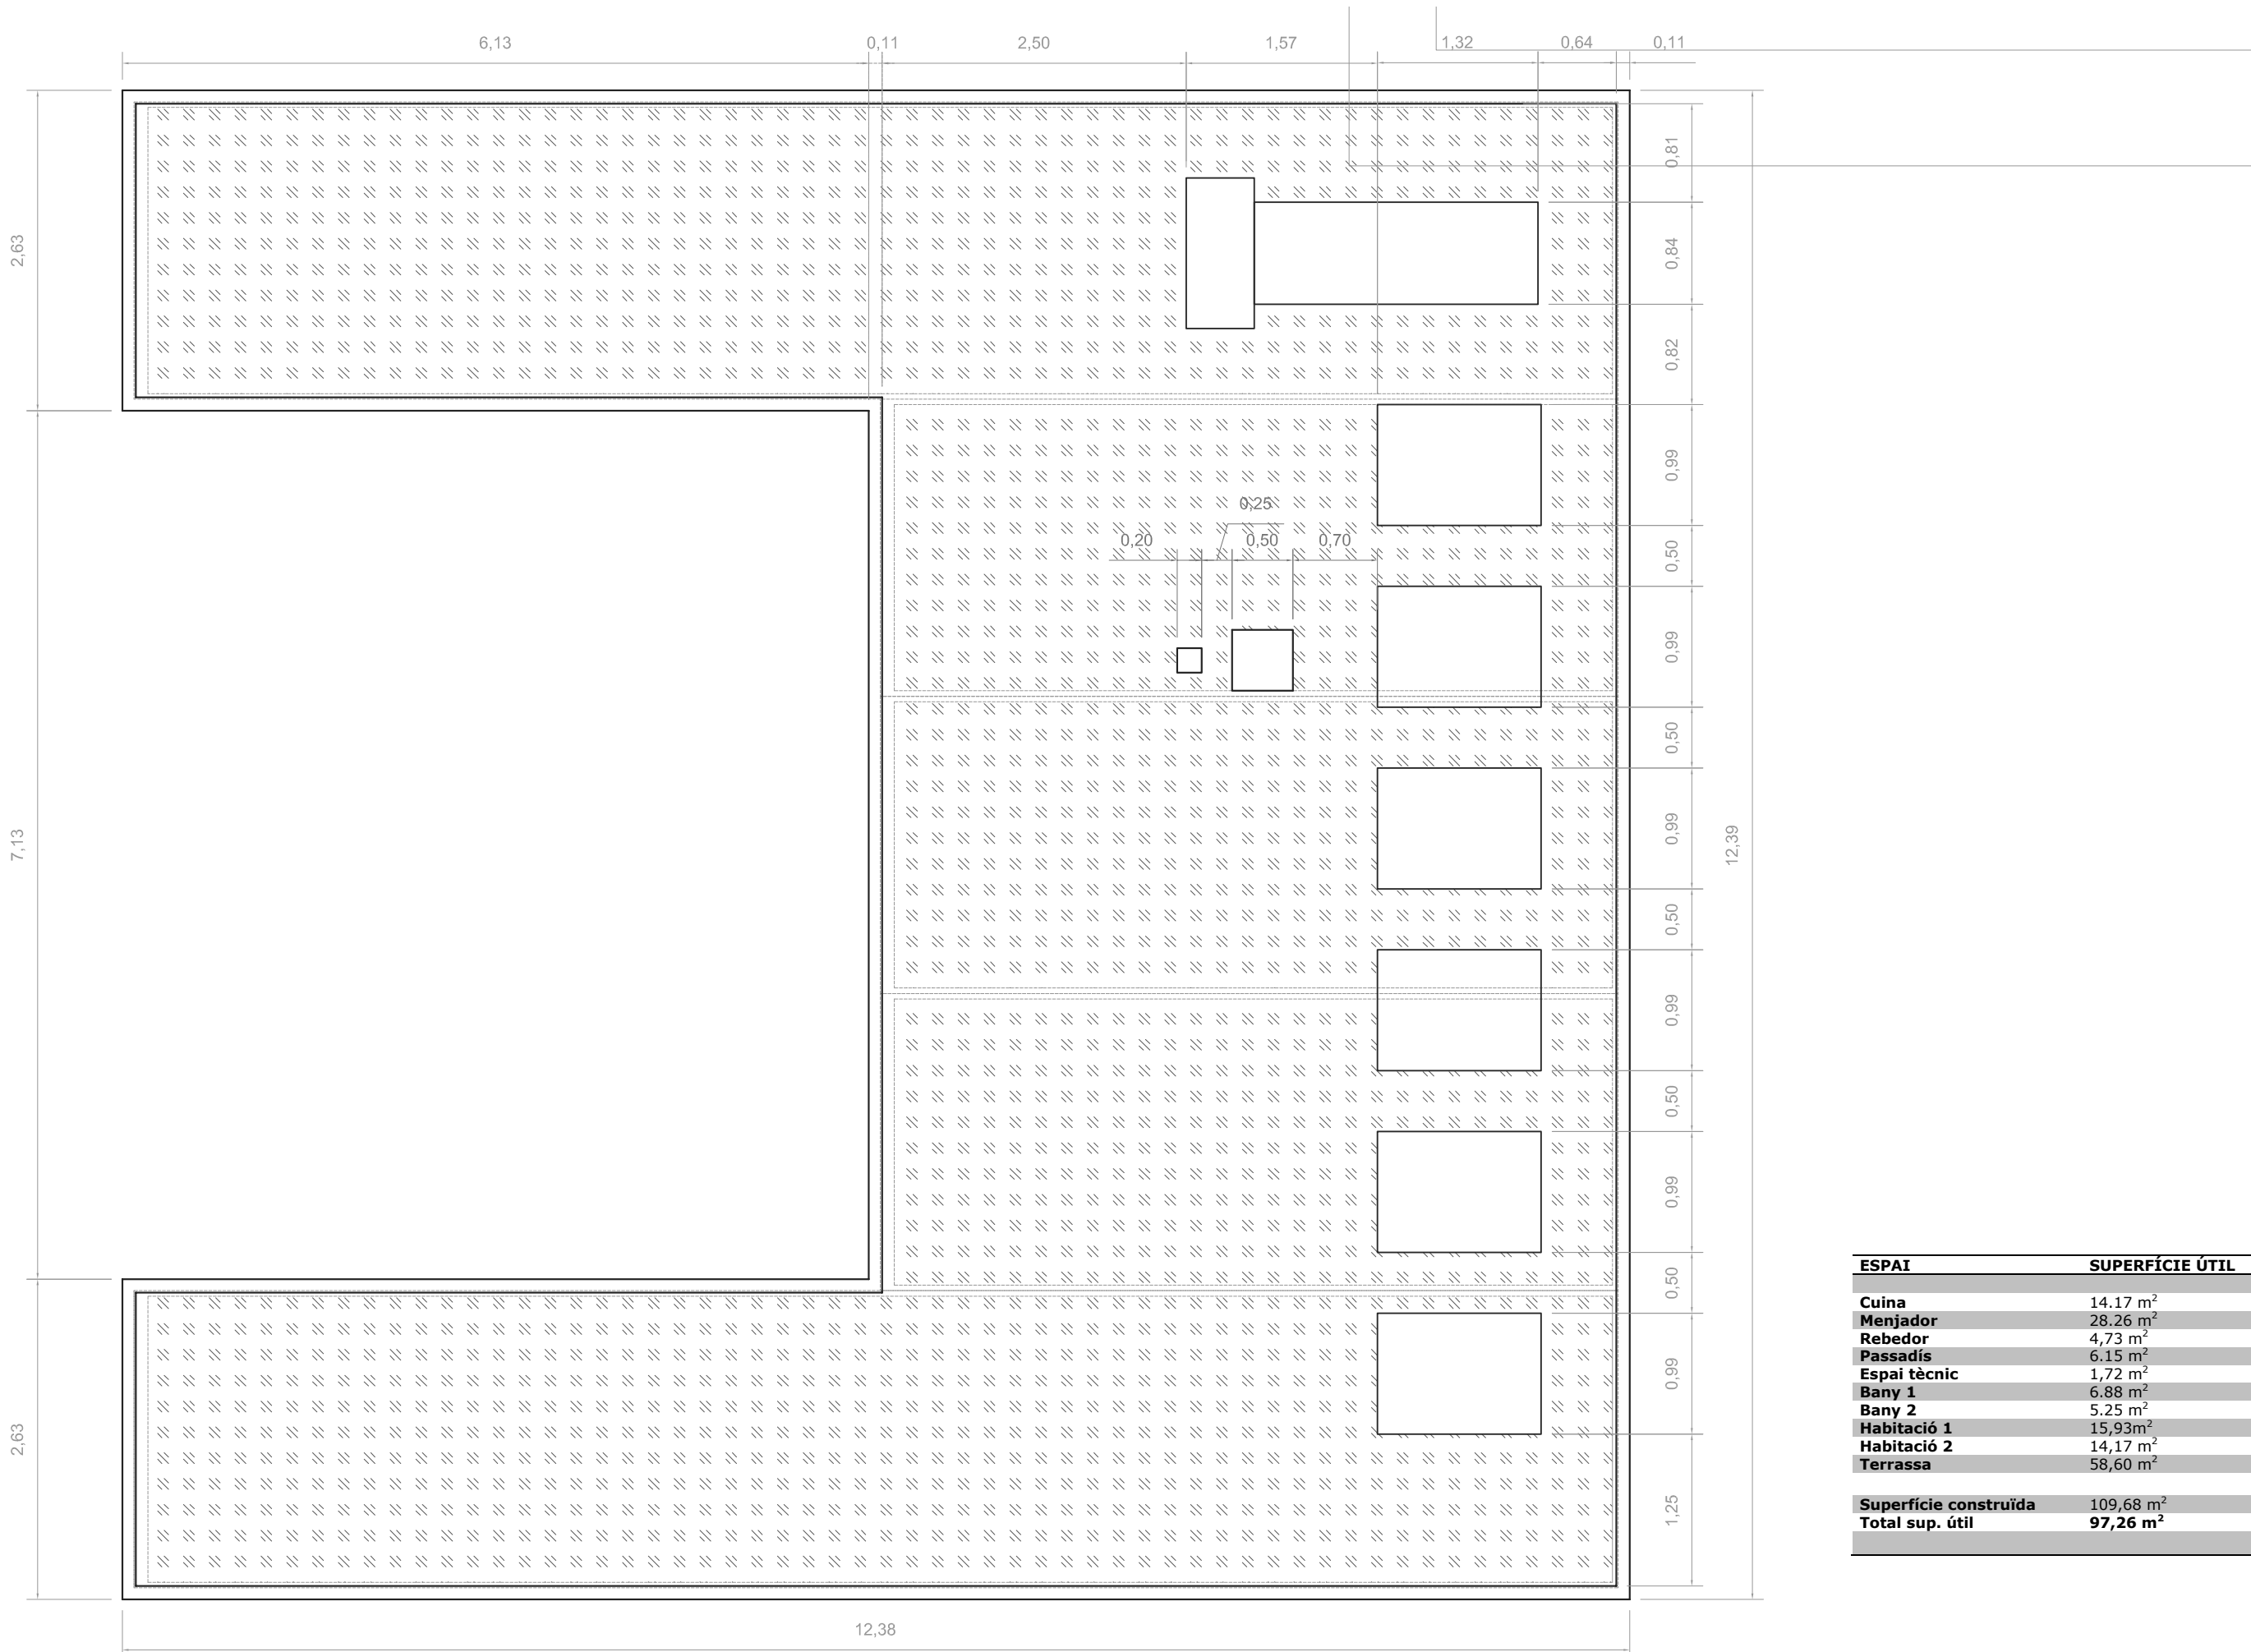 6,13 0,11 2,50 1,57 1,32 0,64 0,11
2,63
7,13
2,63
0,81
0,84
0,82
0,99
0,50
0,99
0,50
0,99
0,50
0,99
0,50
0,99
0,50
0,99
1,25
12,39
0,25
0,20 0,50 0,70
12,38
ESPAI SUPERFÍCIE ÚTIL
Cuina 14.17 m²
Menjador 28.26 m²
Rebedor 4,73 m²
Passadís 6.15 m²
Espai tècnic 1,72 m²
Bany 1 6.88 m²
Bany 2 5.25 m²
Habitació 1 15,93m²
Habitació 2 14,17 m²
Terrassa 58,60 m²
Superfície construïda 109,68 m²
Total sup. útil 97,26 m²